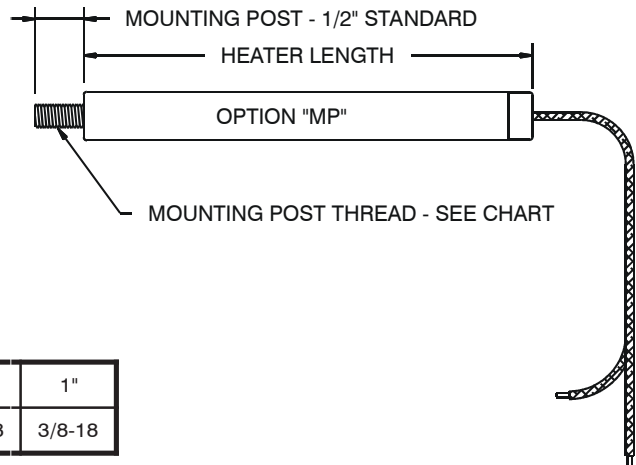 MOUNTING POST - 1/2" STANDARD
HEATER LENGTH
OPTION "MP"
MOUNTING POST THREAD - SEE CHART
1"
3/8-18